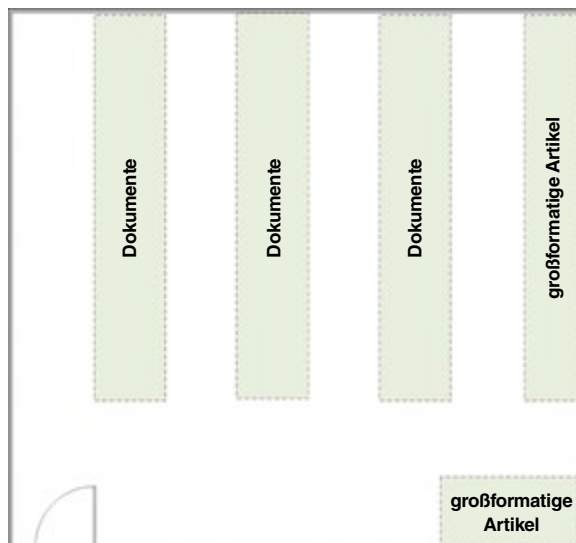 Dokumente
Dokumente
Dokumente
großformatige Artikel
großformatige
Artikel